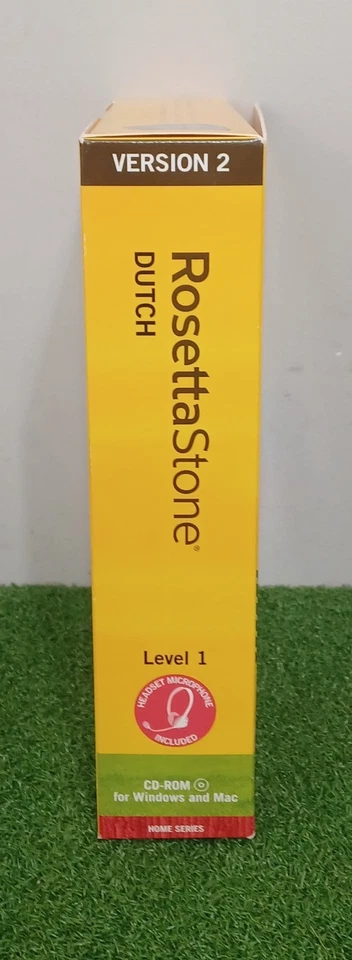 VERSION 2
RosettaStone®
DUTCH
Level 1
HEADSET MICROPHONE
INCLUDED
CD-ROM
for Windows and Mac
HOME SERIES